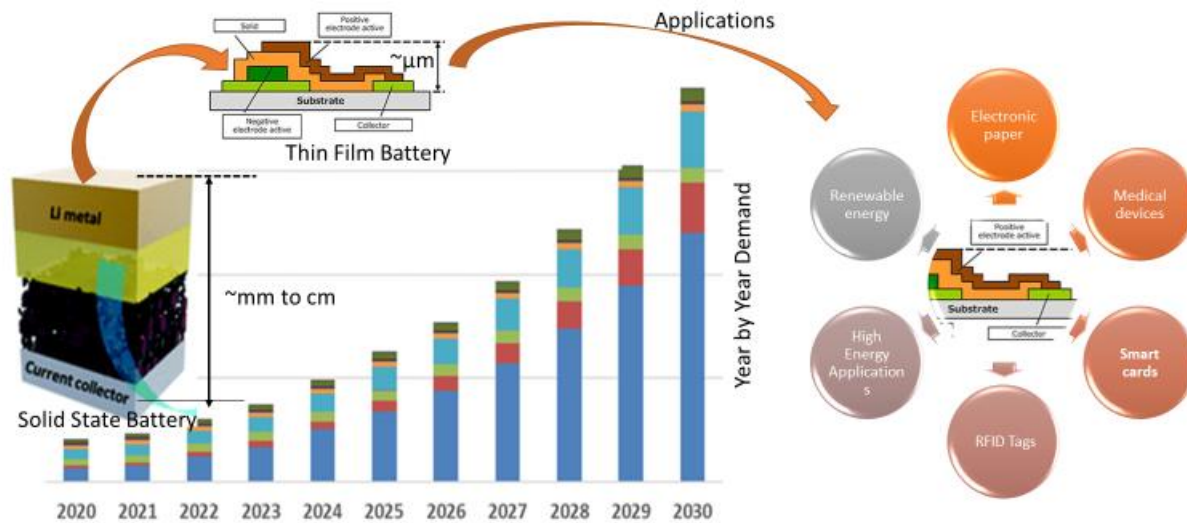 Applications
Solid
Positive
electrode active
~μm
Substrate
Negative
electrode active
Collector
Thin Film Battery
Li metal
~mm to cm
Current collector
Solid State Battery
Year by Year Demand
2020 2021 2022 2023 2024 2025 2026 2027 2028 2029 2030
Electronic
paper
Renewable
energy
Medical
devices
Positive
electrode active
Substrate
Collector
High
Energy
Application
s
Smart
cards
RFID Tags